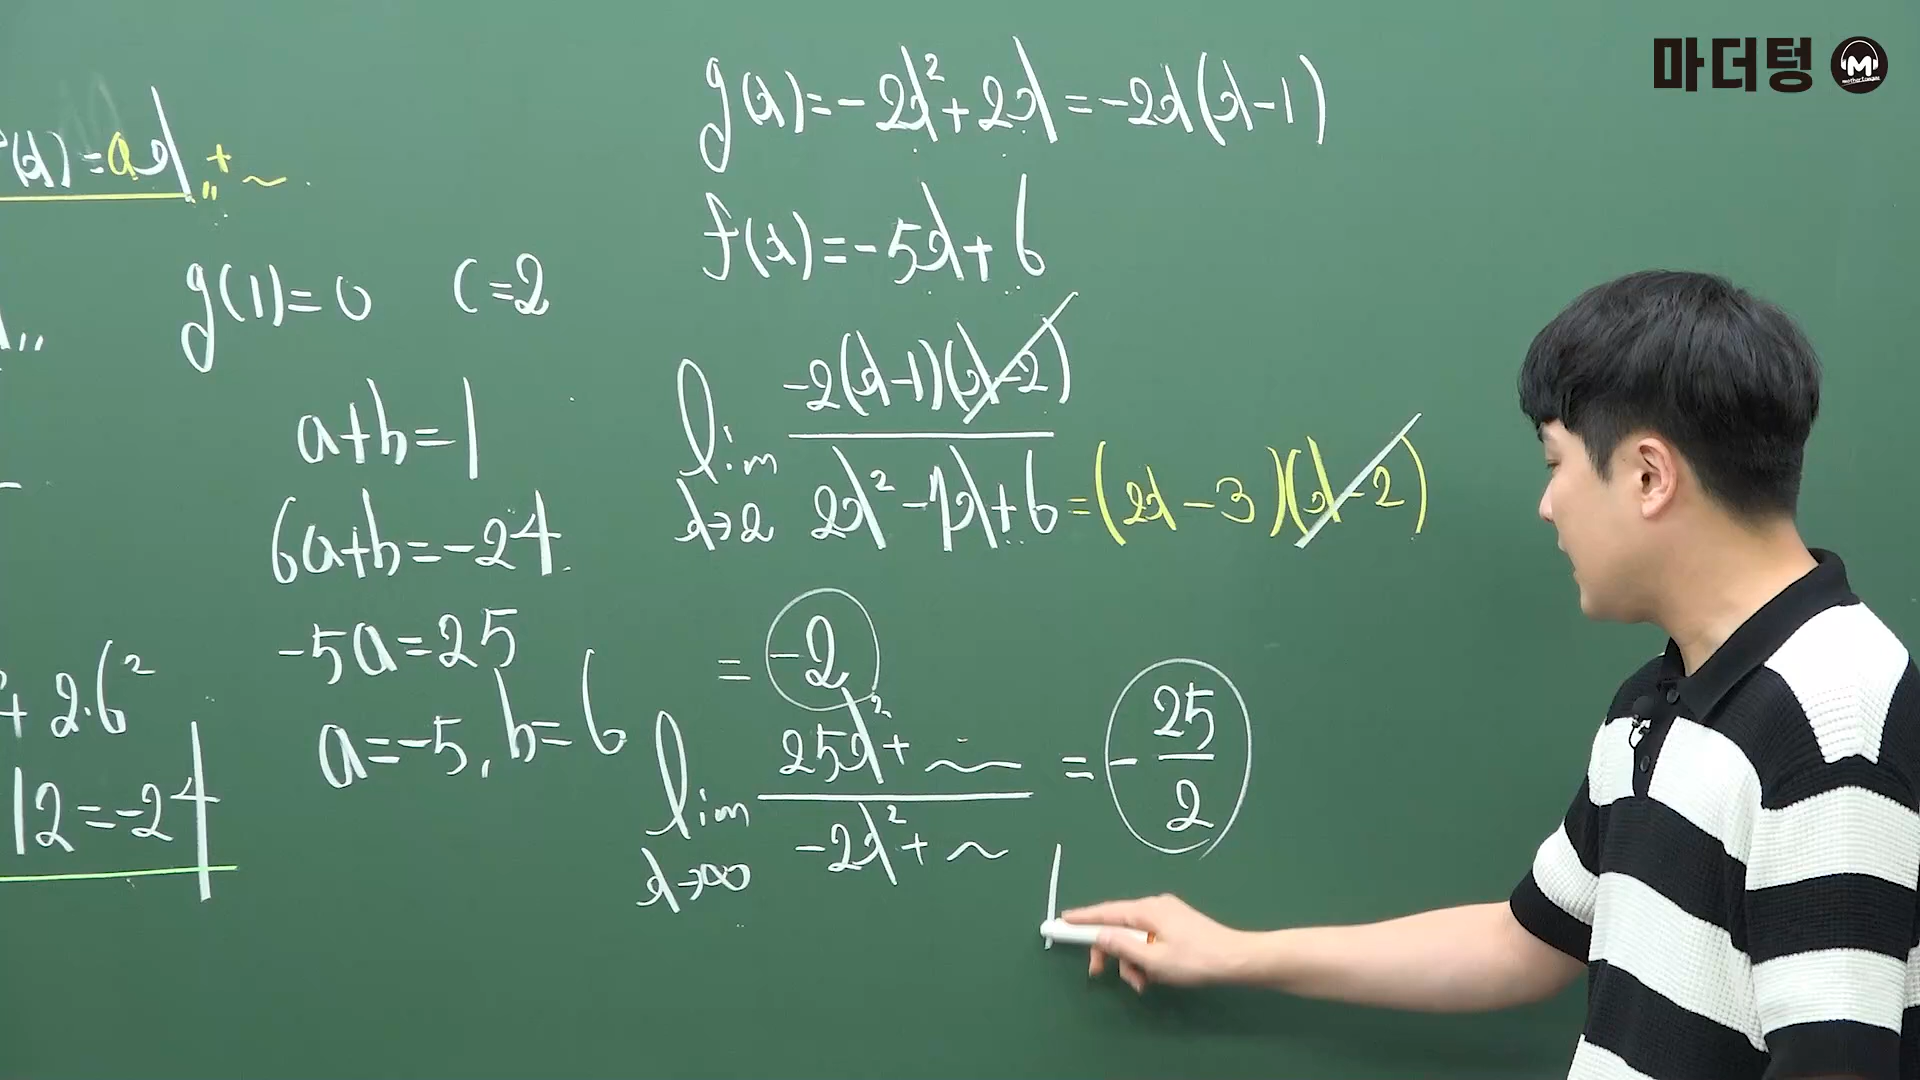 마더텅
M
mothertongue
(x) = ax + ~
g(1) = 0   c = 2
a+b=1
6a+b=-24
-5a=25
a=-5, b=6
+ 2·6²
12=-24
g(x)=-2x²+2x=-2x(x-1)
f(x)=-5x+6
lim x→2 -2(x-1)(x-2) / 2x²-7x+6 = (2x-3)(x-2)
= -2
lim x→∞ 25x²+~ / -2x²+~ = -25/2